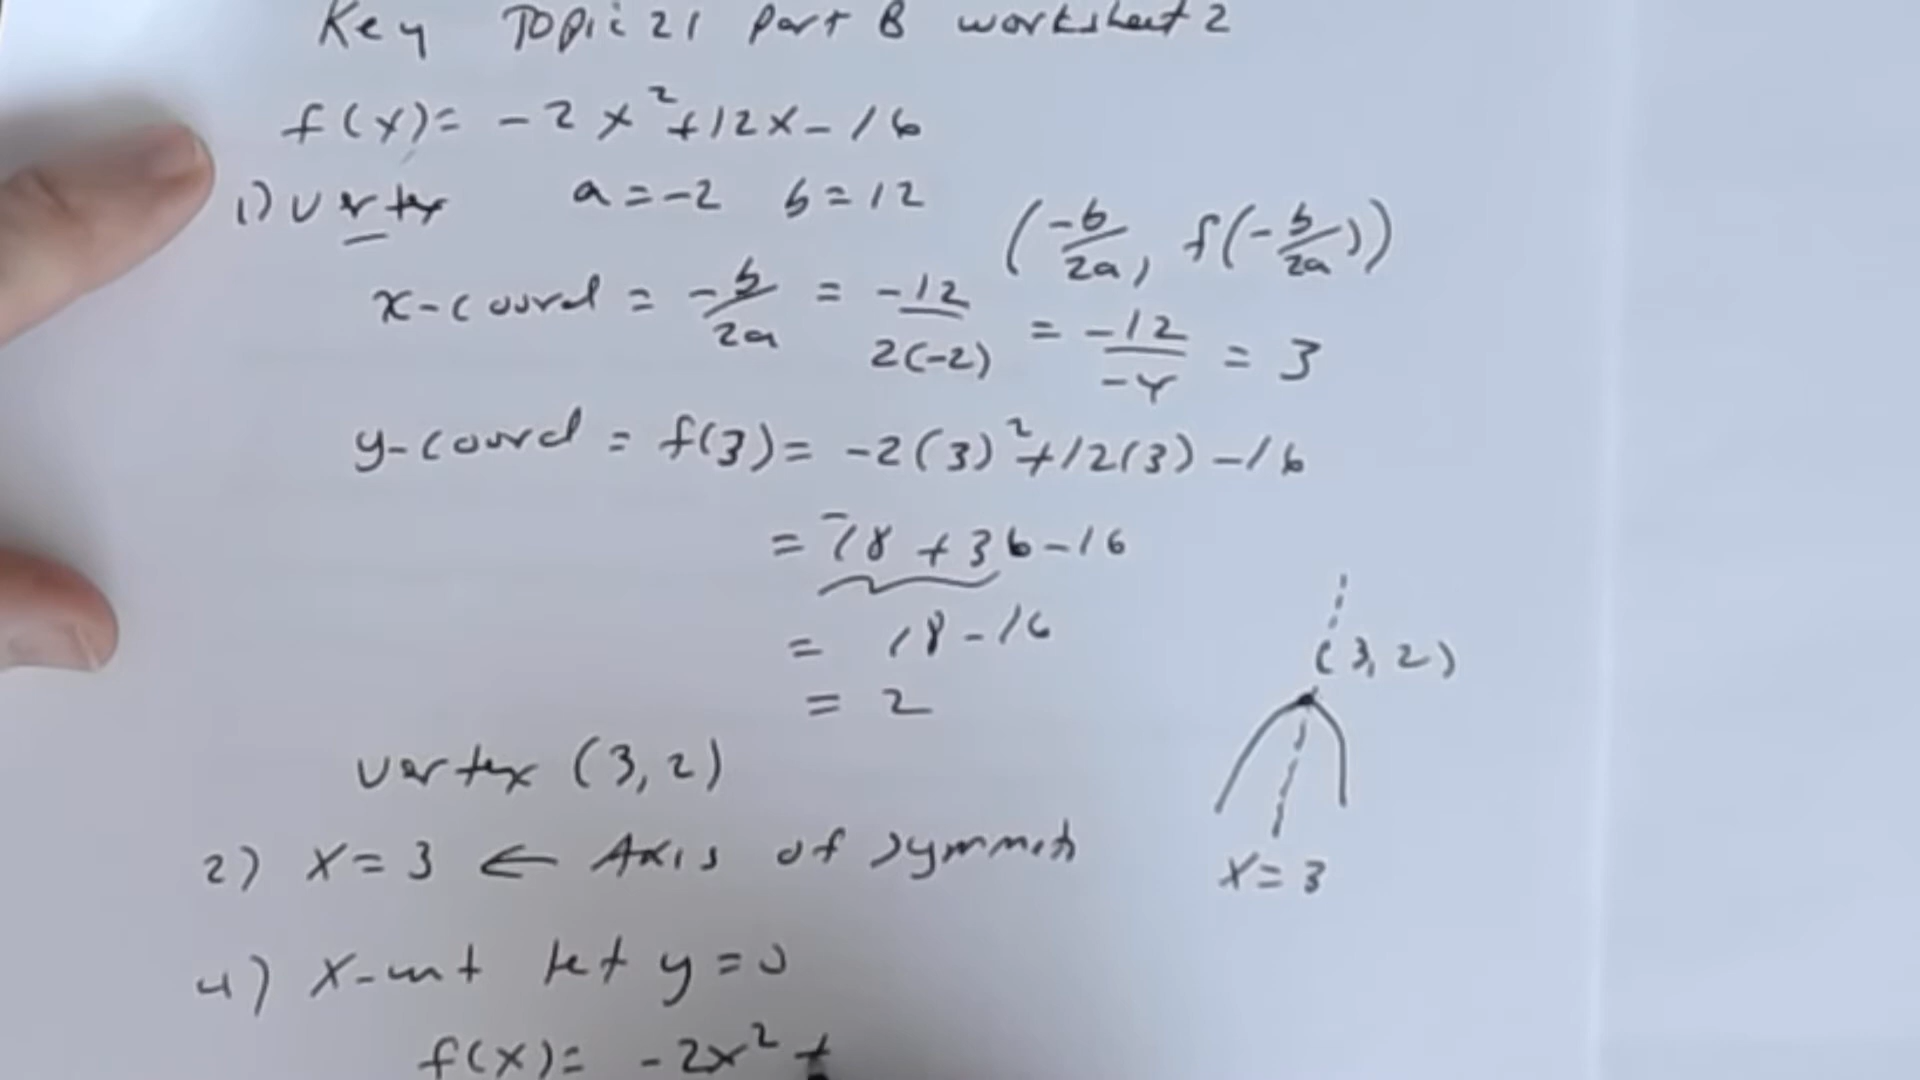 Key Topic 21 Part B worksheet 2
f(x) = -2x²+12x-16
1) vertex a=-2 b=12 (-b/2a, f(-b/2a))
x-coord = -b/2a = -12/2(-2) = -12/-4 = 3
y-coord = f(3) = -2(3)²+12(3)-16
= -18+36-16
= 18-16
= 2
(3,2)
vertex (3,2)
2) x=3 ← Axis of symmetry
x=3
4) x-int let y=0
f(x)= -2x² +